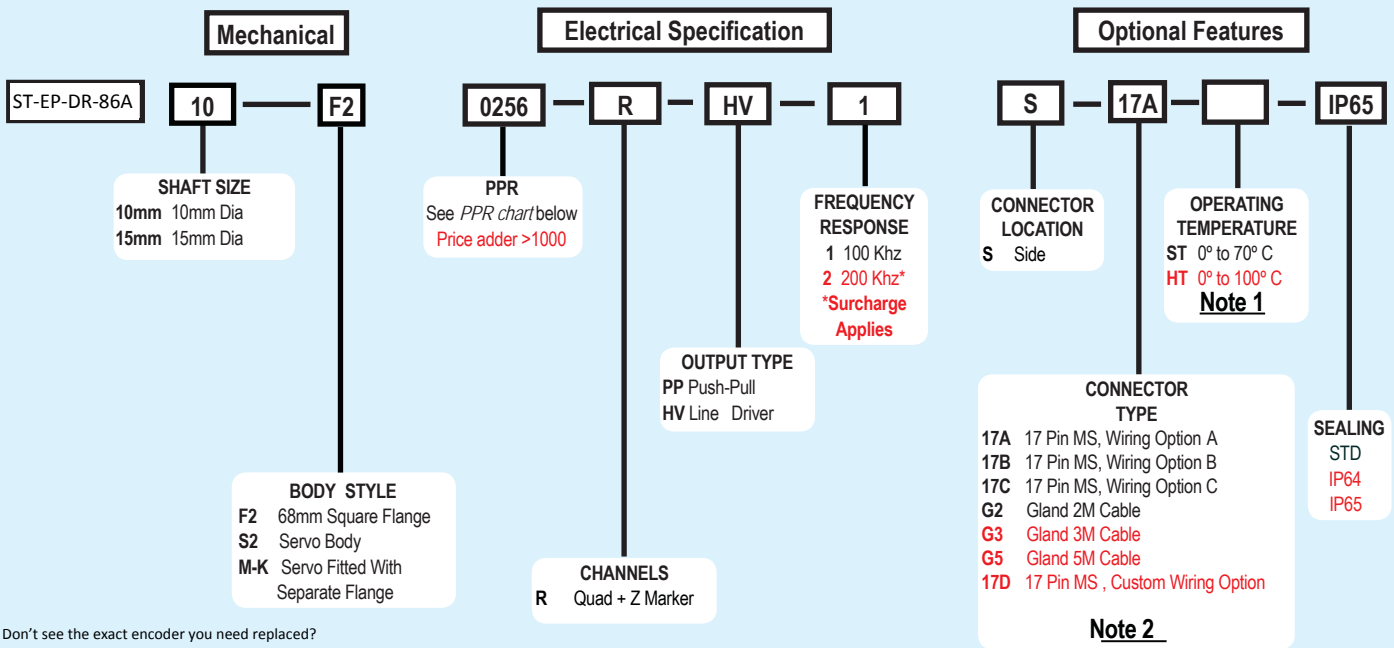 Mechanical
Electrical Specification
Optional Features
ST-EP-DR-86A
10
F2
0256
R
HV
1
S
17A
IP65
SHAFT SIZE
10mm 10mm Dia
15mm 15mm Dia
PPR
See PPR chart below
Price adder >1000
FREQUENCY
RESPONSE
1 100 Khz
2 200 Khz*
*Surcharge
Applies
CONNECTOR
LOCATION
S Side
OPERATING
TEMPERATURE
ST 0º to 70º C
HT 0º to 100º C
Note 1
OUTPUT TYPE
PP Push-Pull
HV Line Driver
CONNECTOR
TYPE
17A 17 Pin MS, Wiring Option A
17B 17 Pin MS, Wiring Option B
17C 17 Pin MS, Wiring Option C
G2 Gland 2M Cable
G3 Gland 3M Cable
G5 Gland 5M Cable
17D 17 Pin MS , Custom Wiring Option
Note 2
SEALING
STD
IP64
IP65
BODY STYLE
F2 68mm Square Flange
S2 Servo Body
M-K Servo Fitted With
Separate Flange
CHANNELS
R Quad + Z Marker
Don't see the exact encoder you need replaced?